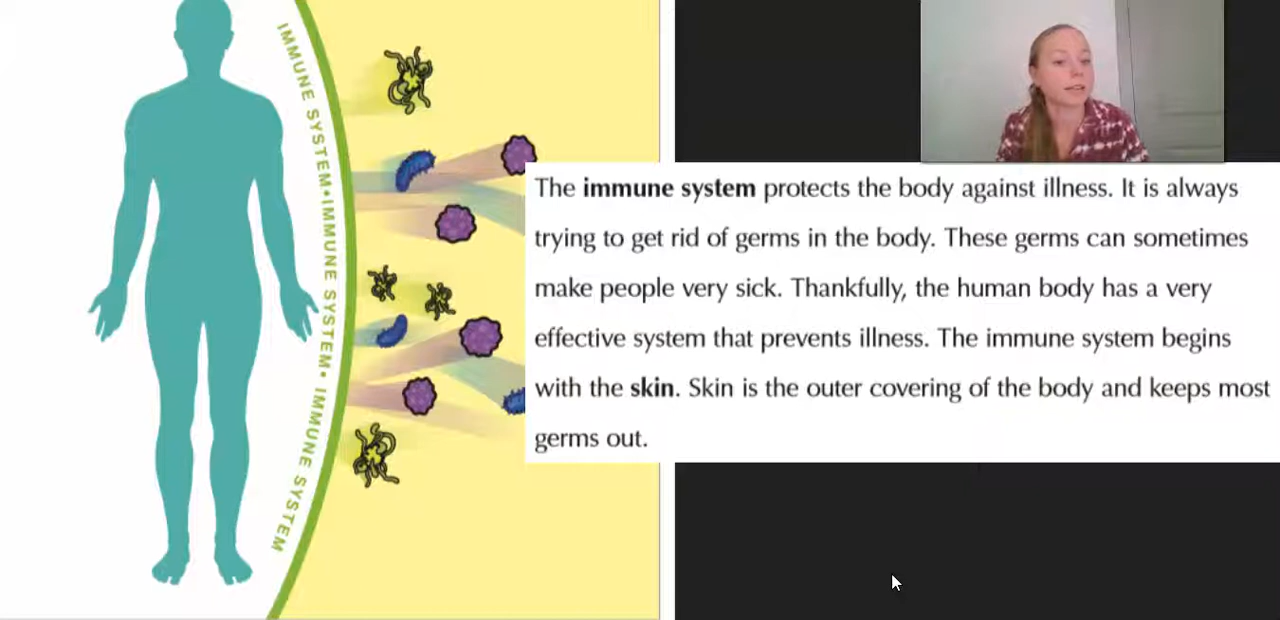 IMMUNE SYSTEM•IMMUNE SYSTEM• IMMUNE SYSTEM
The immune system protects the body against illness. It is always
trying to get rid of germs in the body. These germs can sometimes
make people very sick. Thankfully, the human body has a very
effective system that prevents illness. The immune system begins
with the skin. Skin is the outer covering of the body and keeps most
germs out.